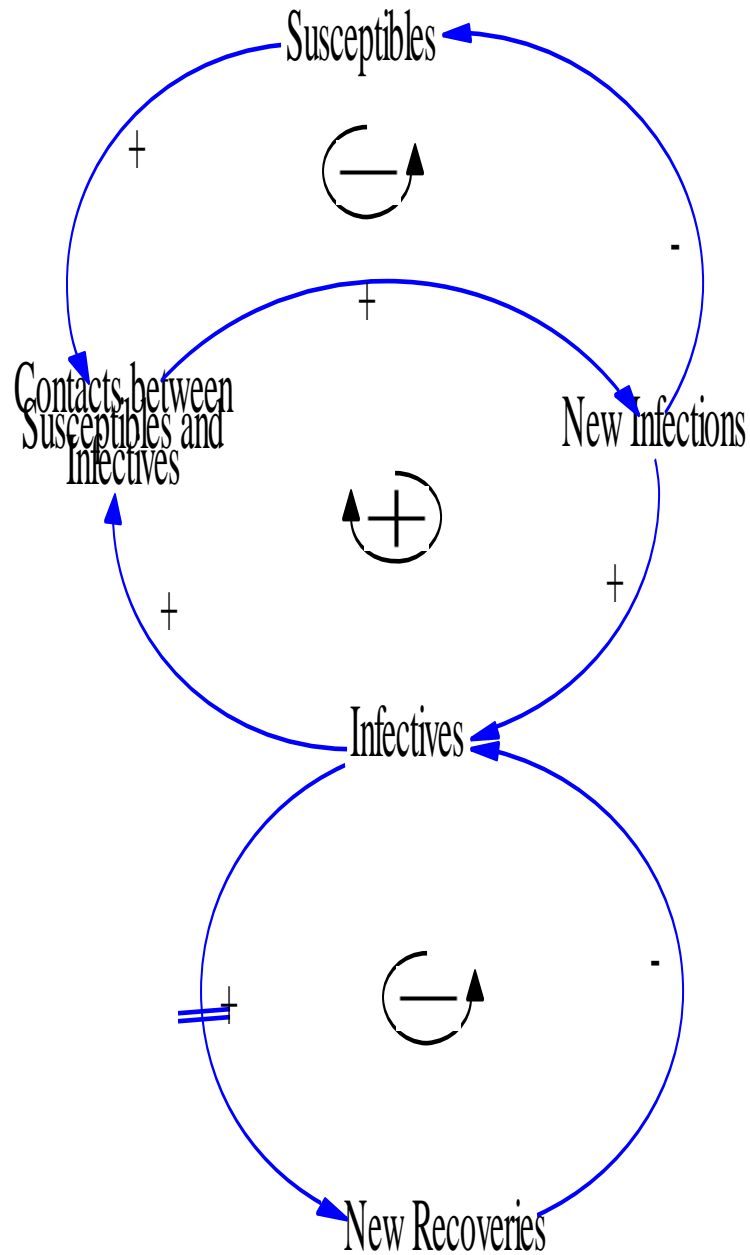 Susceptibles
+
-
+
Contacts between
Susceptibles and
Infectives
New Infections
+
+
+
Infectives
-
+
New Recoveries